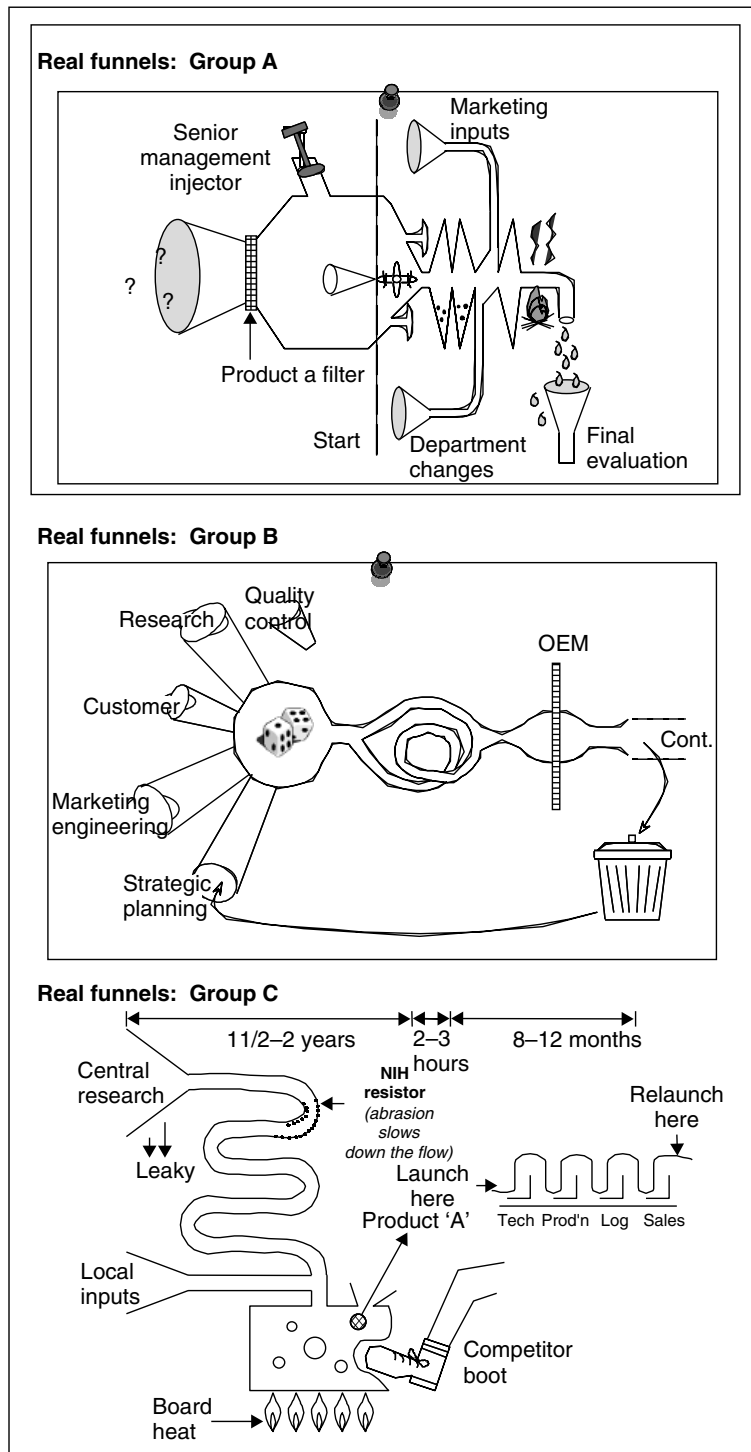 Real funnels: Group A
Senior
management
injector
Marketing
inputs
?
?
?
Product a filter
Start
Department
changes
Final
evaluation
Real funnels: Group B
Research
Quality
control
OEM
Customer
Cont.
Marketing
engineering
Strategic
planning
Real funnels: Group C
11/2–2 years
2–3
hours
8–12 months
Central
research
NIH
resistor
(abrasion
slows
down the flow)
Relaunch
here
Leaky
Launch
here
Product ‘A’
Tech Prod'n Log Sales
Local
inputs
Competitor
boot
Board
heat